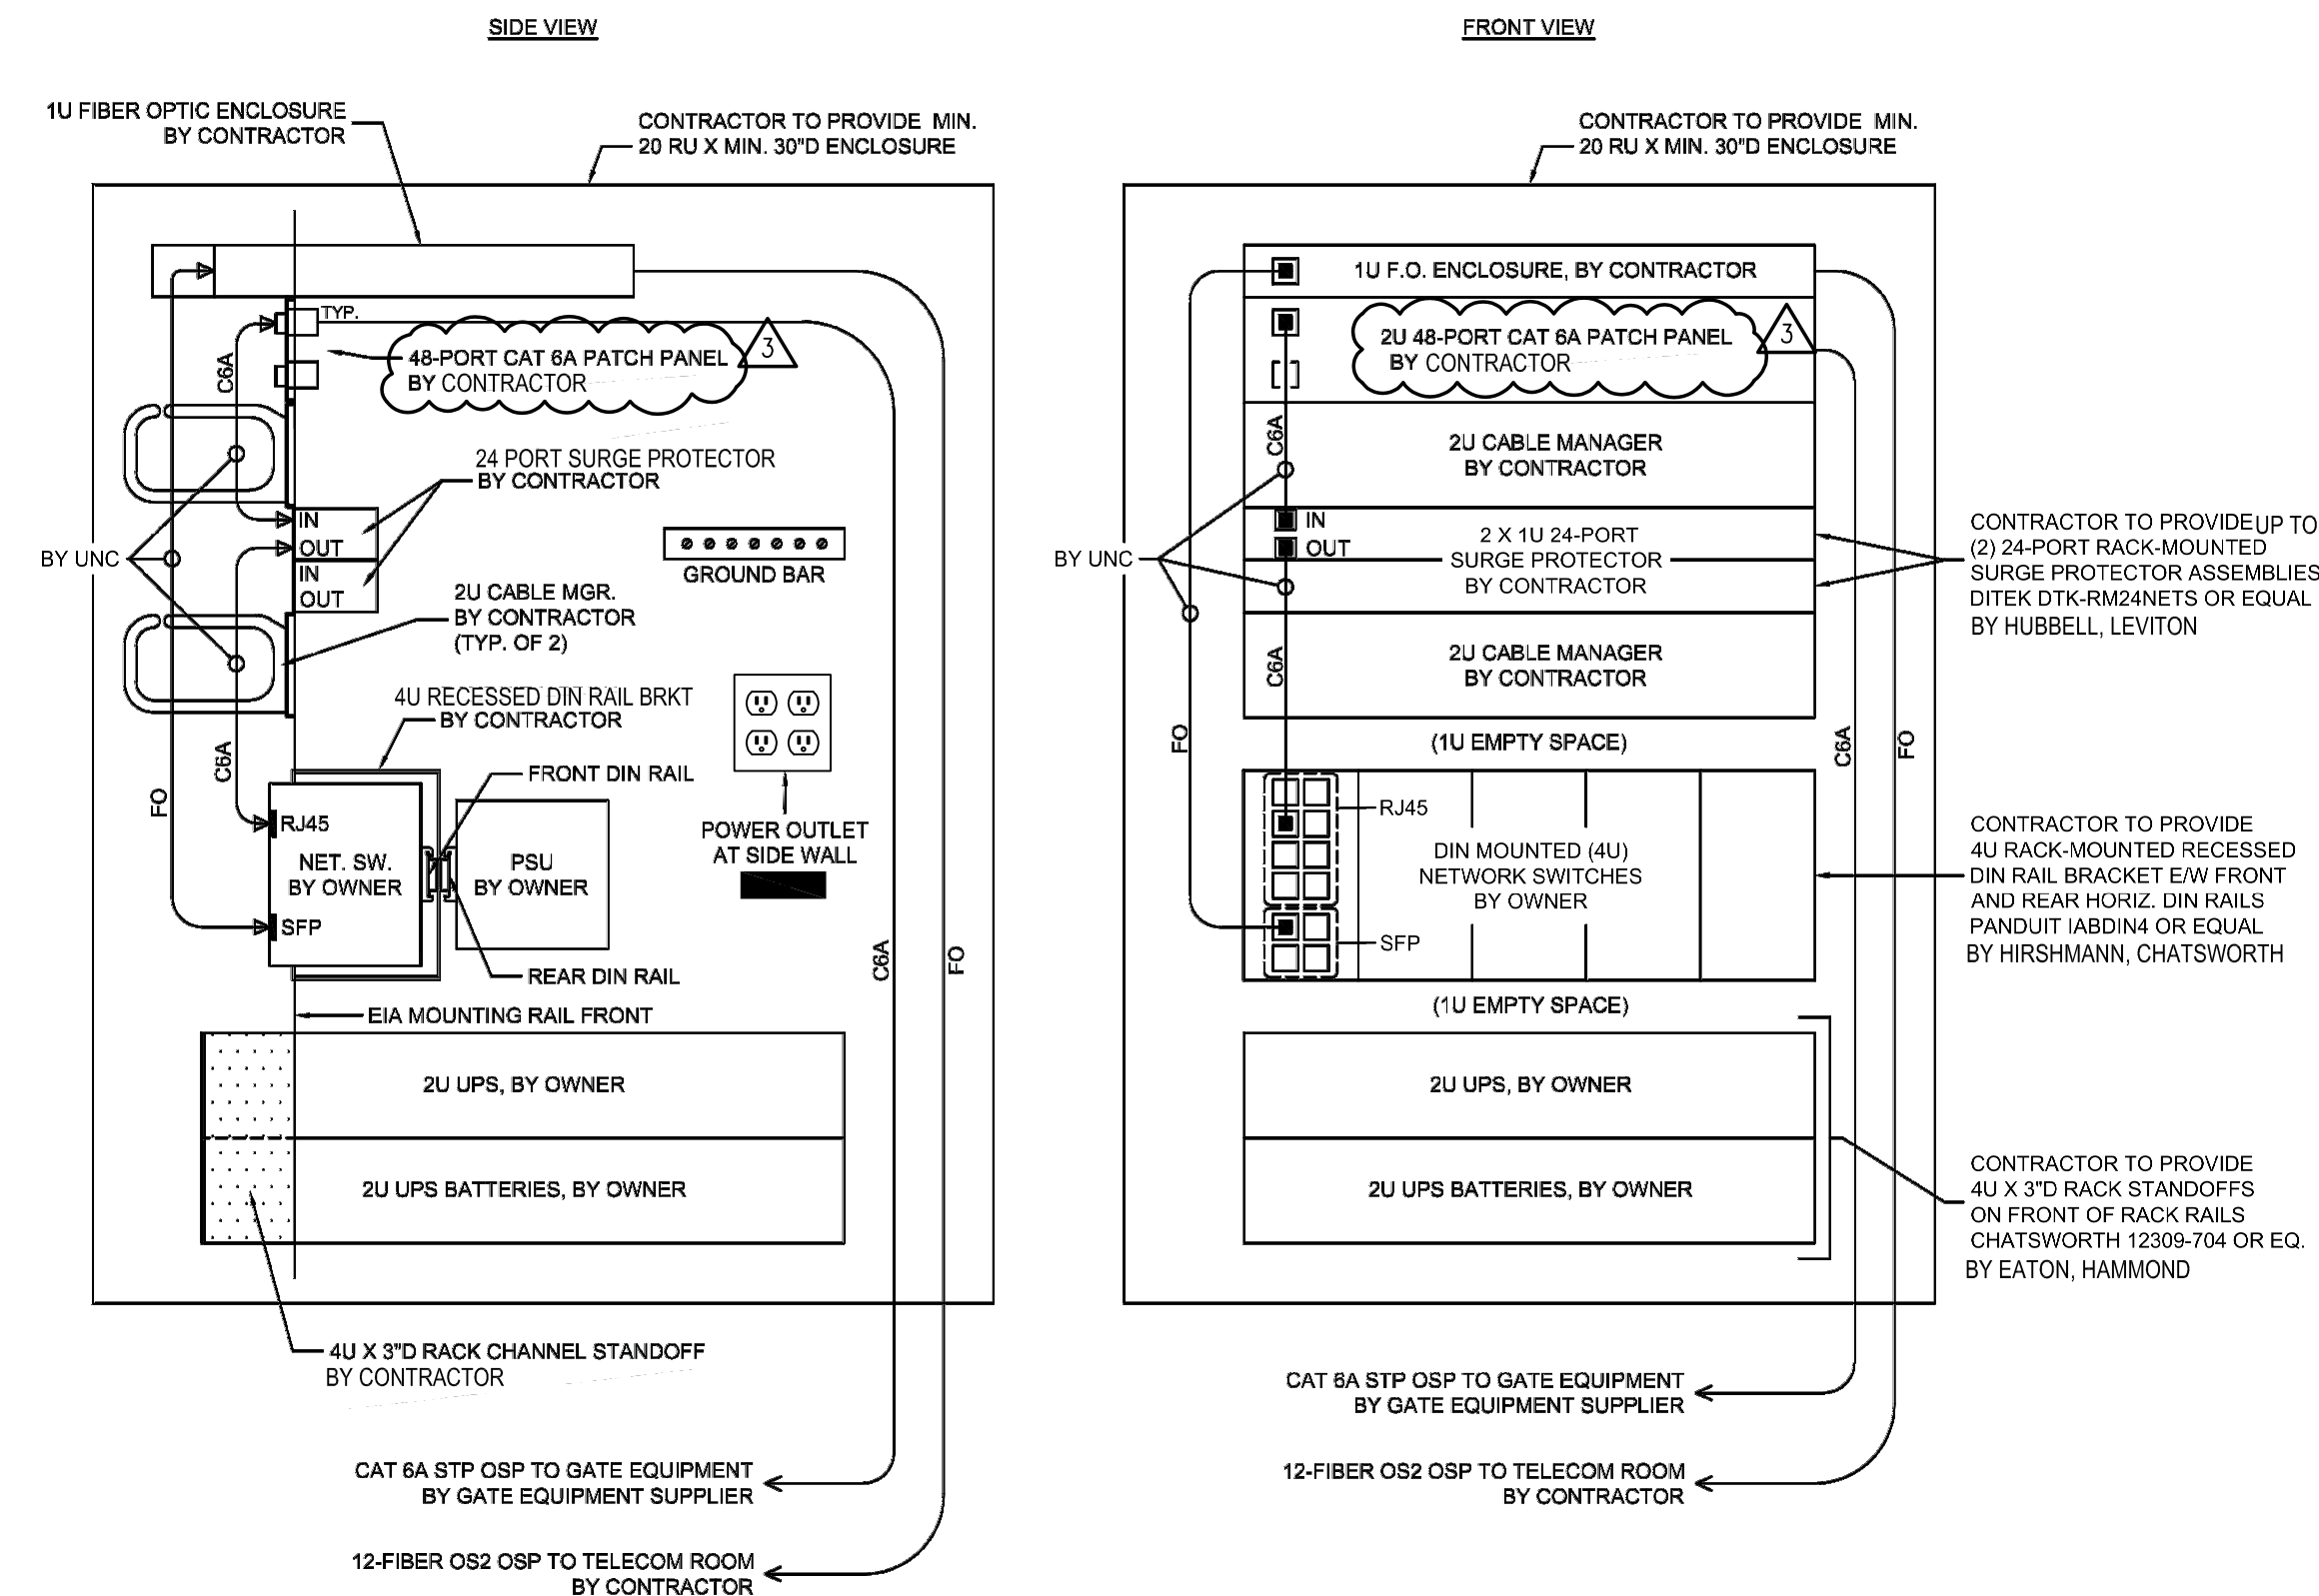 SIDE VIEW
1U FIBER OPTIC ENCLOSURE
BY CONTRACTOR
CONTRACTOR TO PROVIDE MIN.
20 RU X MIN. 30"D ENCLOSURE
TYP.
48-PORT CAT 6A PATCH PANEL
BY CONTRACTOR
3
C6A
24 PORT SURGE PROTECTOR
BY CONTRACTOR
IN
OUT
IN
OUT
BY UNC
GROUND BAR
2U CABLE MGR.
BY CONTRACTOR
(TYP. OF 2)
4U RECESSED DIN RAIL BRKT
BY CONTRACTOR
C6A
FO
FRONT DIN RAIL
RJ45
NET. SW.
BY OWNER
SFP
PSU
BY OWNER
POWER OUTLET
AT SIDE WALL
REAR DIN RAIL
C6A
FO
EIA MOUNTING RAIL FRONT
2U UPS, BY OWNER
2U UPS BATTERIES, BY OWNER
4U X 3"D RACK CHANNEL STANDOFF
BY CONTRACTOR
CAT 6A STP OSP TO GATE EQUIPMENT
BY GATE EQUIPMENT SUPPLIER
12-FIBER OS2 OSP TO TELECOM ROOM
BY CONTRACTOR
FRONT VIEW
CONTRACTOR TO PROVIDE MIN.
20 RU X MIN. 30"D ENCLOSURE
1U F.O. ENCLOSURE, BY CONTRACTOR
2U 48-PORT CAT 6A PATCH PANEL
BY CONTRACTOR
3
C6A
2U CABLE MANAGER
BY CONTRACTOR
IN
OUT
2 X 1U 24-PORT
SURGE PROTECTOR
BY CONTRACTOR
BY UNC
CONTRACTOR TO PROVIDE UP TO
(2) 24-PORT RACK-MOUNTED
SURGE PROTECTOR ASSEMBLIES
DITEK DTK-RM24NETS OR EQUAL
BY HUBBELL, LEVITON
C6A
2U CABLE MANAGER
BY CONTRACTOR
FO
(1U EMPTY SPACE)
C6A
FO
RJ45
DIN MOUNTED (4U)
NETWORK SWITCHES
BY OWNER
SFP
CONTRACTOR TO PROVIDE
4U RACK-MOUNTED RECESSED
DIN RAIL BRACKET E/W FRONT
AND REAR HORIZ. DIN RAILS
PANDUIT IABDIN4 OR EQUAL
BY HIRSHMANN, CHATSWORTH
(1U EMPTY SPACE)
2U UPS, BY OWNER
2U UPS BATTERIES, BY OWNER
CONTRACTOR TO PROVIDE
4U X 3"D RACK STANDOFFS
ON FRONT OF RACK RAILS
CHATSWORTH 12309-704 OR EQ.
BY EATON, HAMMOND
CAT 6A STP OSP TO GATE EQUIPMENT
BY GATE EQUIPMENT SUPPLIER
12-FIBER OS2 OSP TO TELECOM ROOM
BY CONTRACTOR